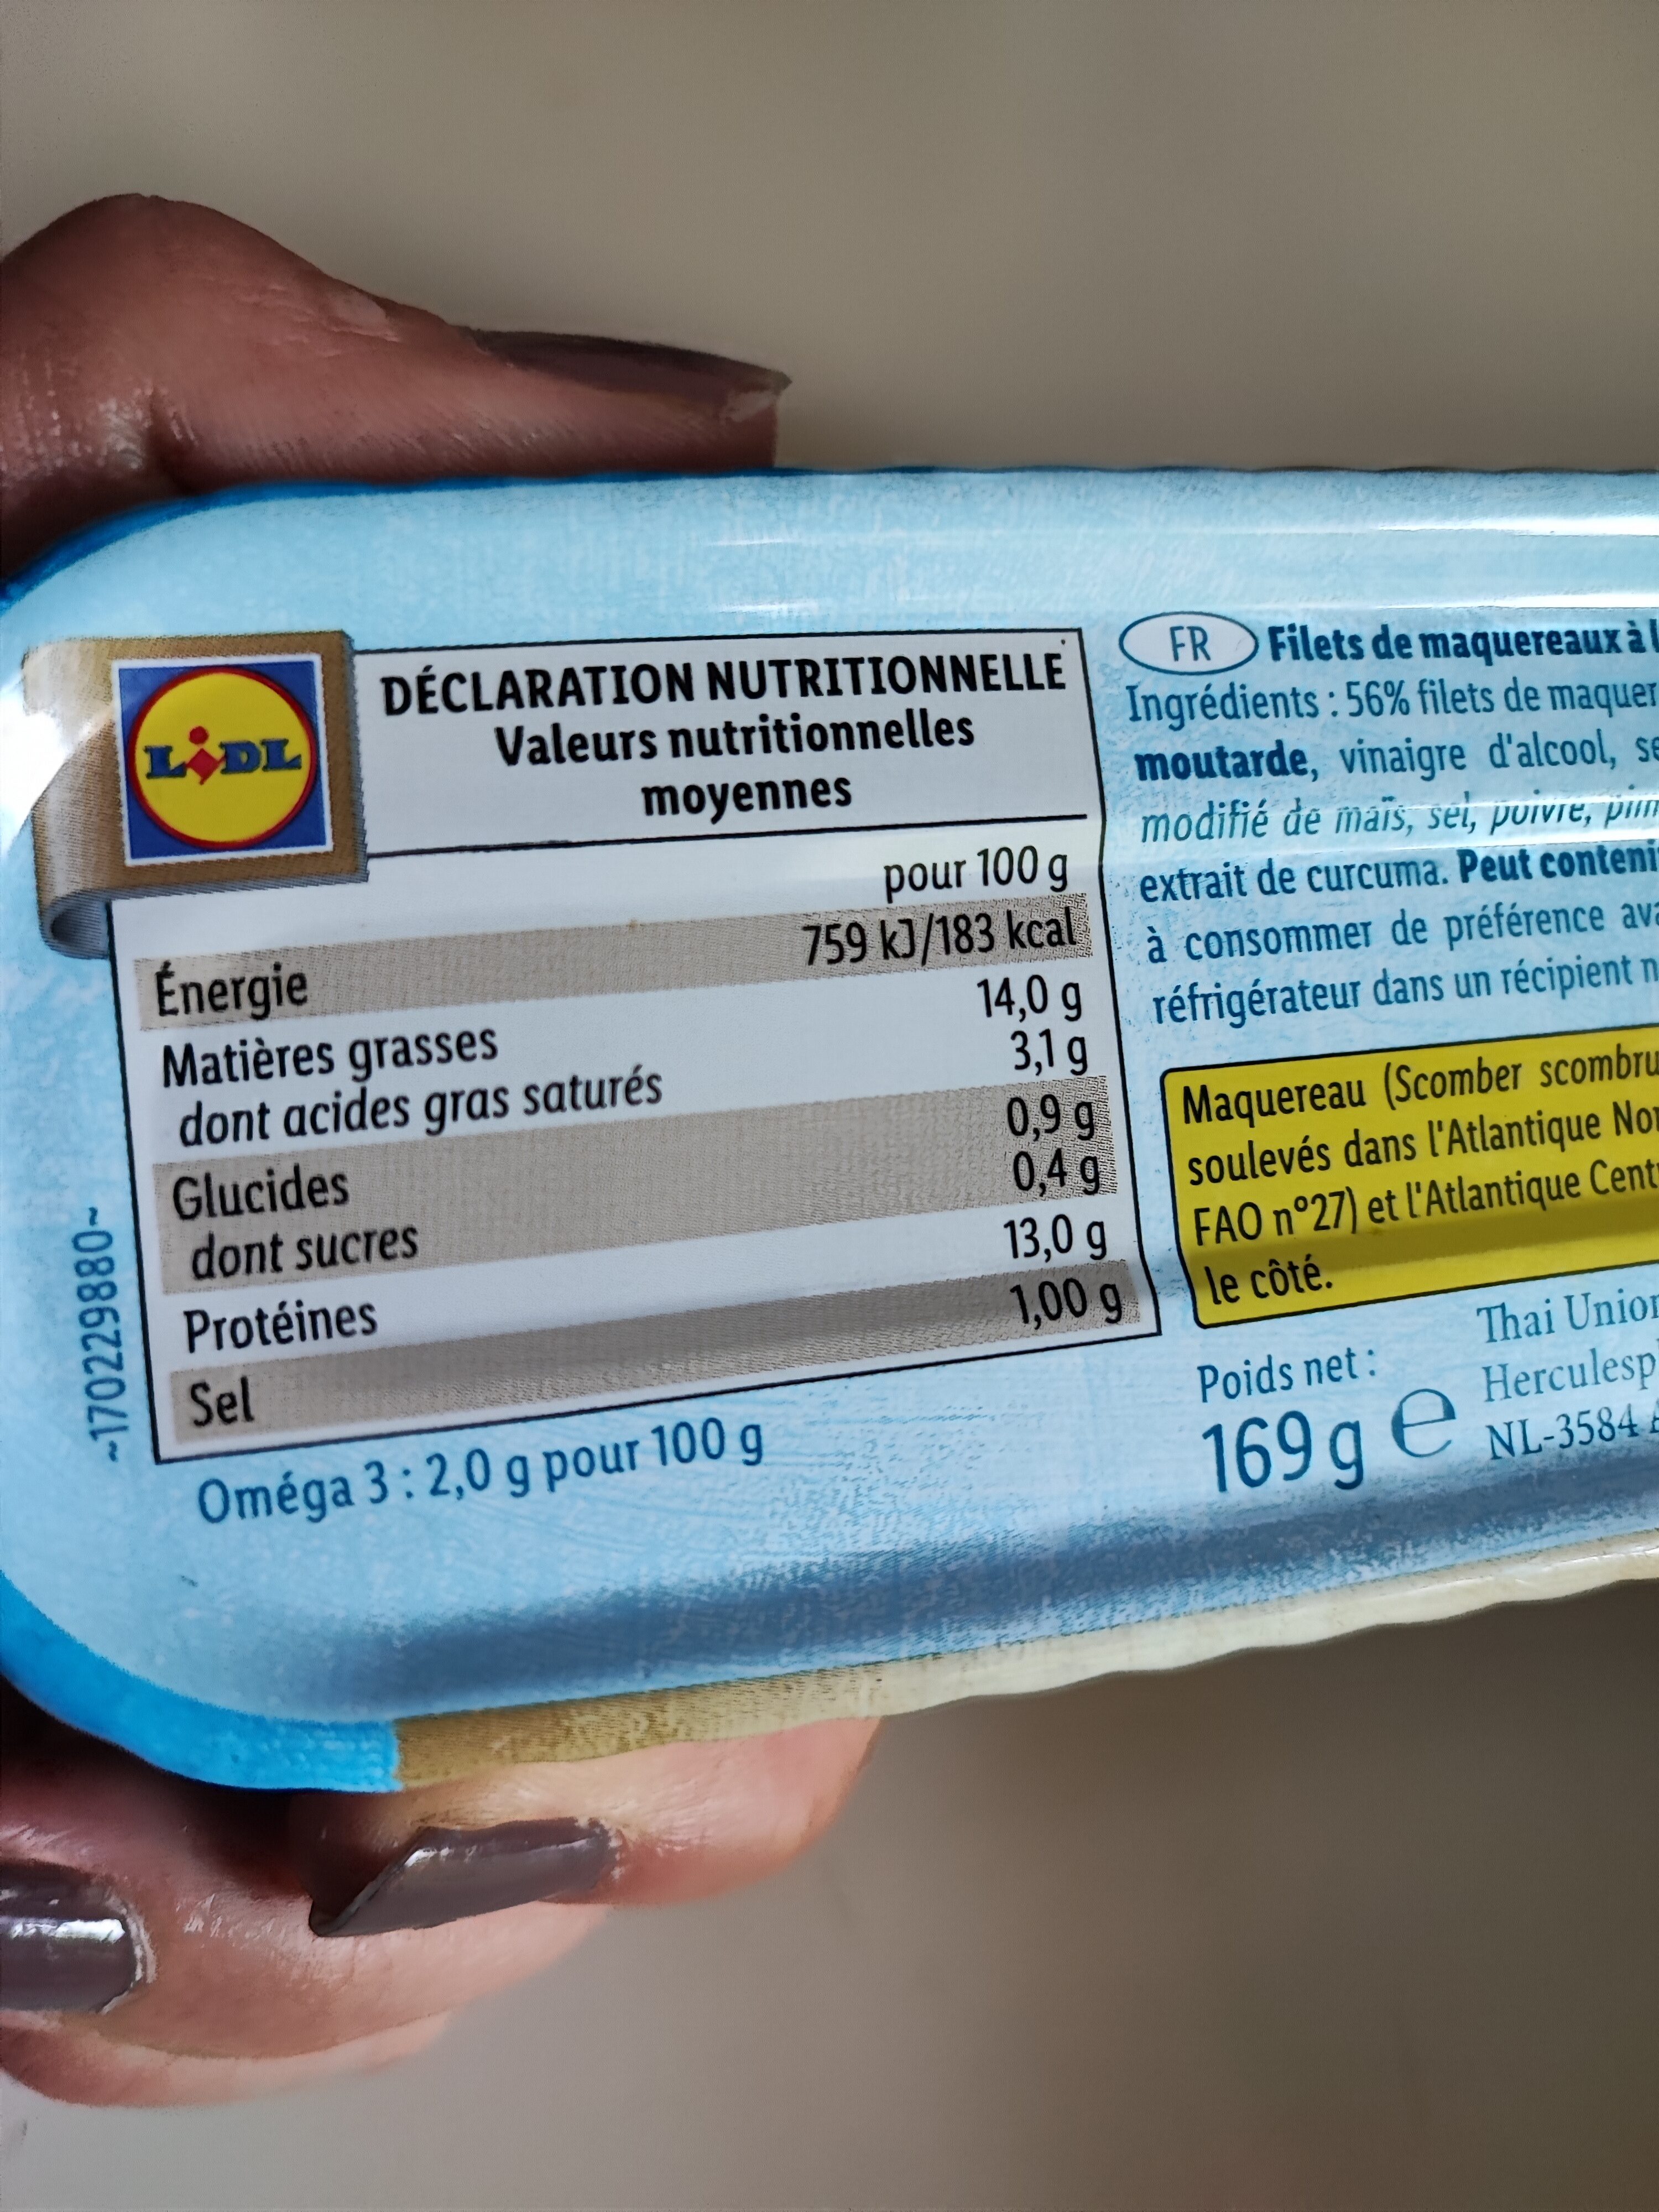 LiDL
DÉCLARATION NUTRITIONNELLE
Valeurs nutritionnelles
moyennes
pour 100 g
Énergie 759 kJ/183 kcal
Matières grasses 14,0 g
dont acides gras saturés 3,1 g
Glucides 0,9 g
dont sucres 0,4 g
Protéines 13,0 g
Sel 1,00 g
Oméga 3 : 2,0 g pour 100 g
~170229880~
FR Filets de maquereaux à
Ingrédients : 56% filets de maquer
moutarde, vinaigre d'alcool,
modifié de maïs, sel, poivre,
extrait de curcuma. Peut conteni
à consommer de préférence ava
réfrigérateur dans un récipient n
Maquereau (Scomber scombru
soulevés dans l'Atlantique No
FAO n°27) et l'Atlantique Cent
le côté.
Poids net :
169 g e
Thai Union
Herculesp
NL-3584